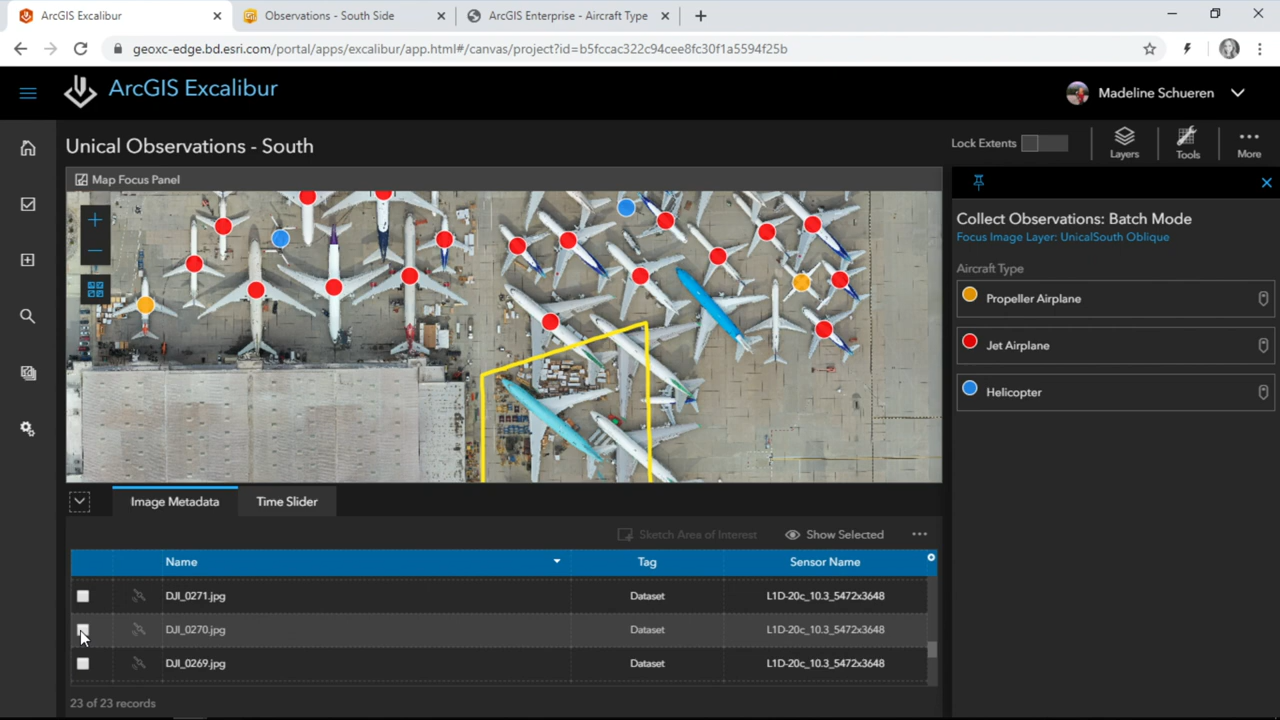 ArcGIS Excalibur
Observations - South Side
ArcGIS Enterprise - Aircraft Type
geoxc-edge.bd.esri.com/portal/apps/excalibur/app.html#/canvas/project?id=b5fccac322c94cee8fc30f1a5594f25b
ArcGIS Excalibur
Madeline Schueren
Unical Observations - South
Lock Extents
Layers
Tools
More
Map Focus Panel
Collect Observations: Batch Mode
Focus Image Layer: UnicalSouth Oblique
Aircraft Type
Propeller Airplane
Jet Airplane
Helicopter
Image Metadata
Time Slider
Sketch Area of Interest
Show Selected
Name Tag Sensor Name
DJI_0271.jpg Dataset L1D-20c_10.3_5472x3648
DJI_0270.jpg Dataset L1D-20c_10.3_5472x3648
DJI_0269.jpg Dataset L1D-20c_10.3_5472x3648
23 of 23 records